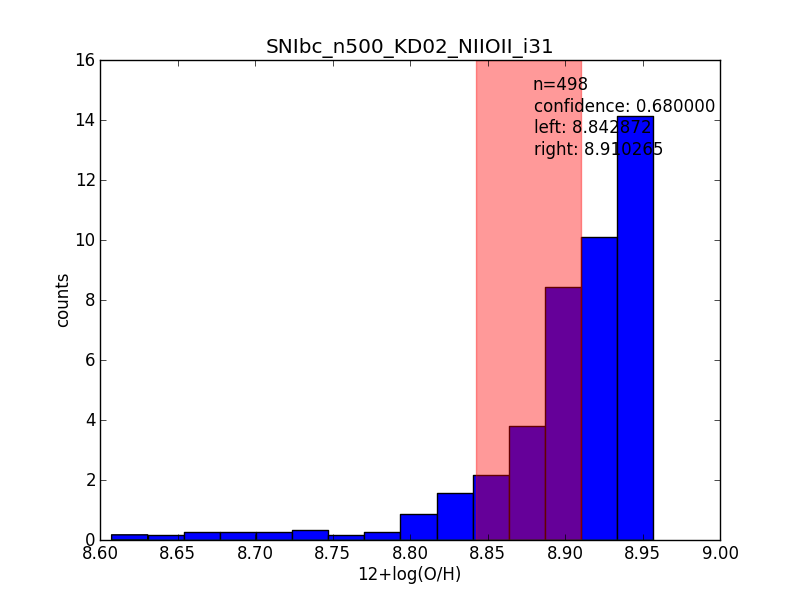 SNIbc_n500_KD02_NIIOII_i31
16
14
12
10
8
6
4
2
0
counts
n=498
confidence: 0.680000
left: 8.842872
right: 8.910265
8.60 8.65 8.70 8.75 8.80 8.85 8.90 8.95 9.00
12+log(O/H)